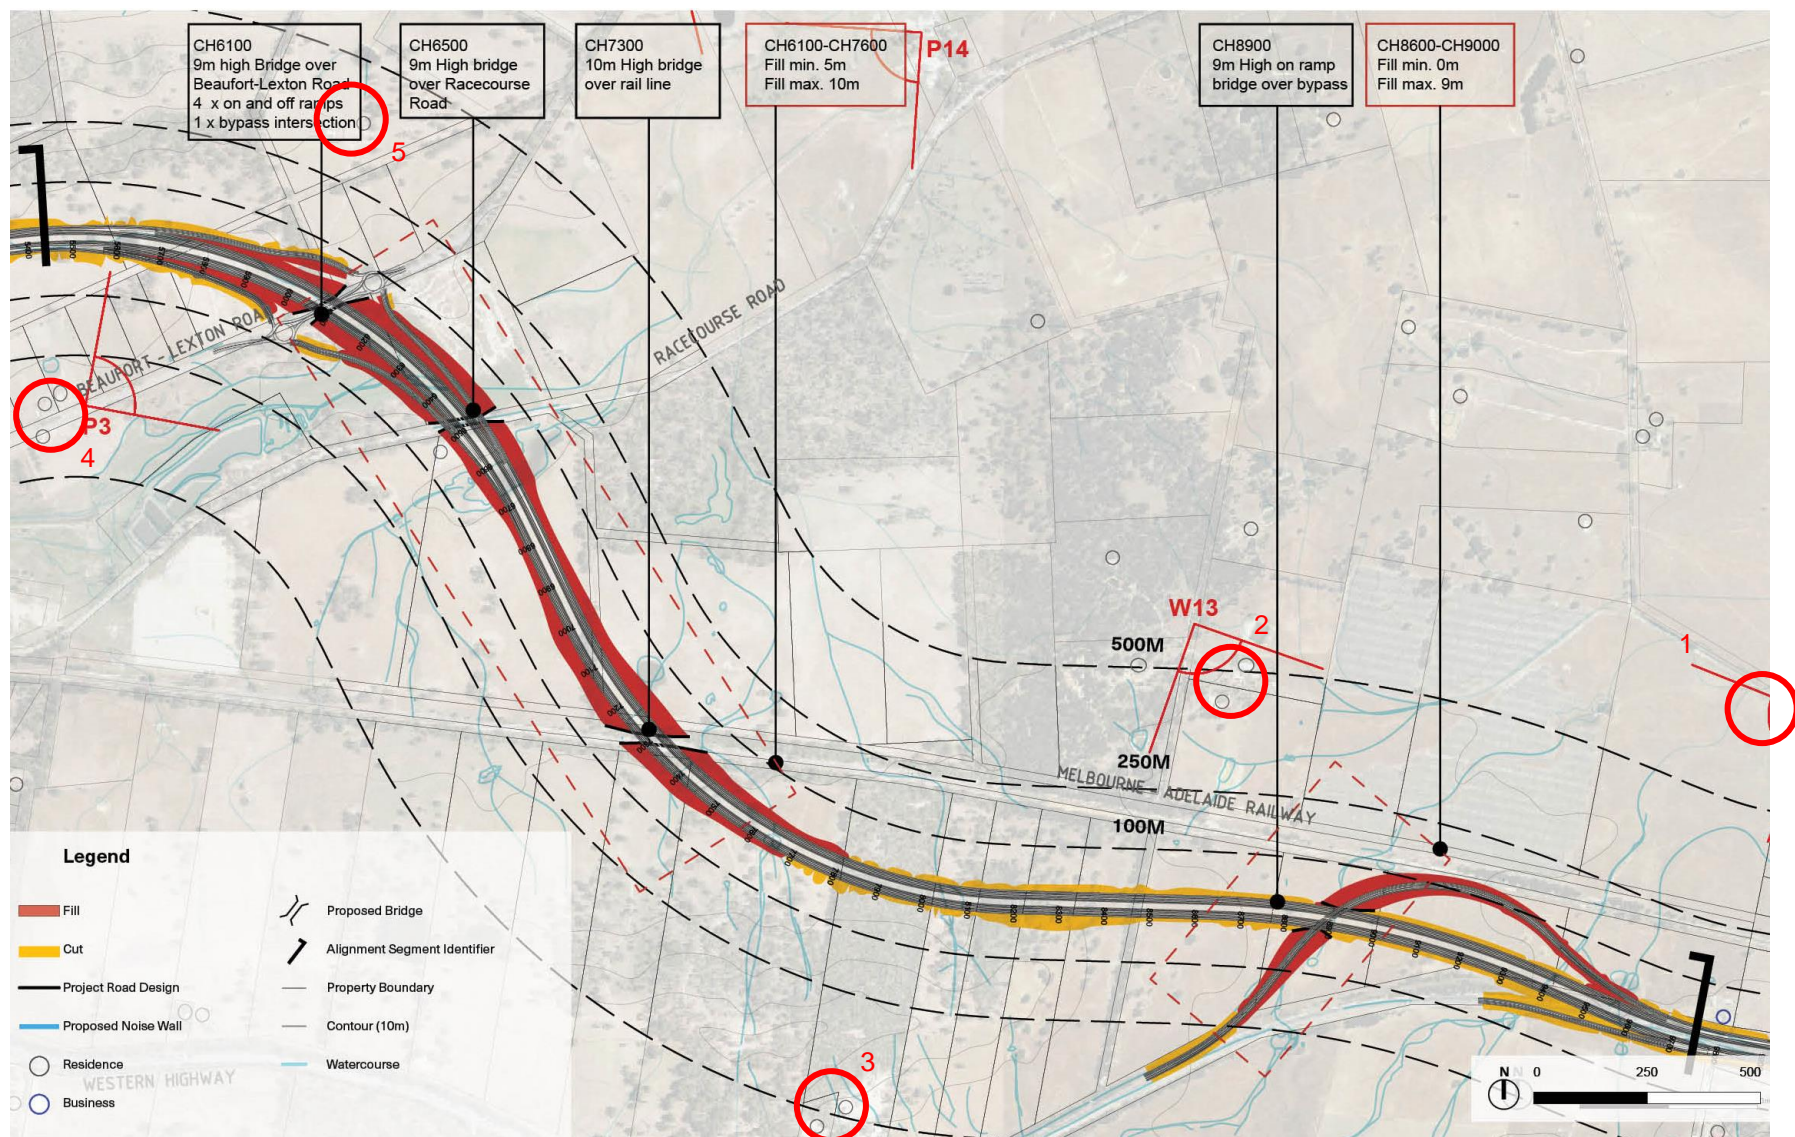 CH6100
9m high Bridge over
Beaufort-Lexton Road
4 x on and off ramps
1 x bypass intersection
CH6500
9m High bridge
over Racecourse
Road
CH7300
10m High bridge
over rail line
CH6100-CH7600
Fill min. 5m
Fill max. 10m
P14
CH8900
9m High on ramp
bridge over bypass
CH8600-CH9000
Fill min. 0m
Fill max. 9m
5
BEAUFORT - LEXTON ROAD
RACECOURSE ROAD
P3
4
W13
2
1
500M
250M
MELBOURNE - ADELAIDE RAILWAY
100M
3
Legend
Fill
Cut
Project Road Design
Proposed Noise Wall
Residence
Business
Proposed Bridge
Alignment Segment Identifier
Property Boundary
Contour (10m)
Watercourse
WESTERN HIGHWAY
N N 0 250 500